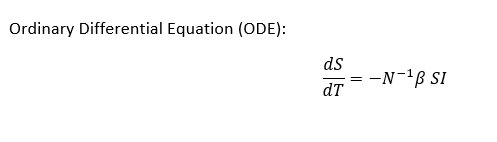 Ordinary Differential Equation (ODE):
dS/dT = −N⁻¹β SI